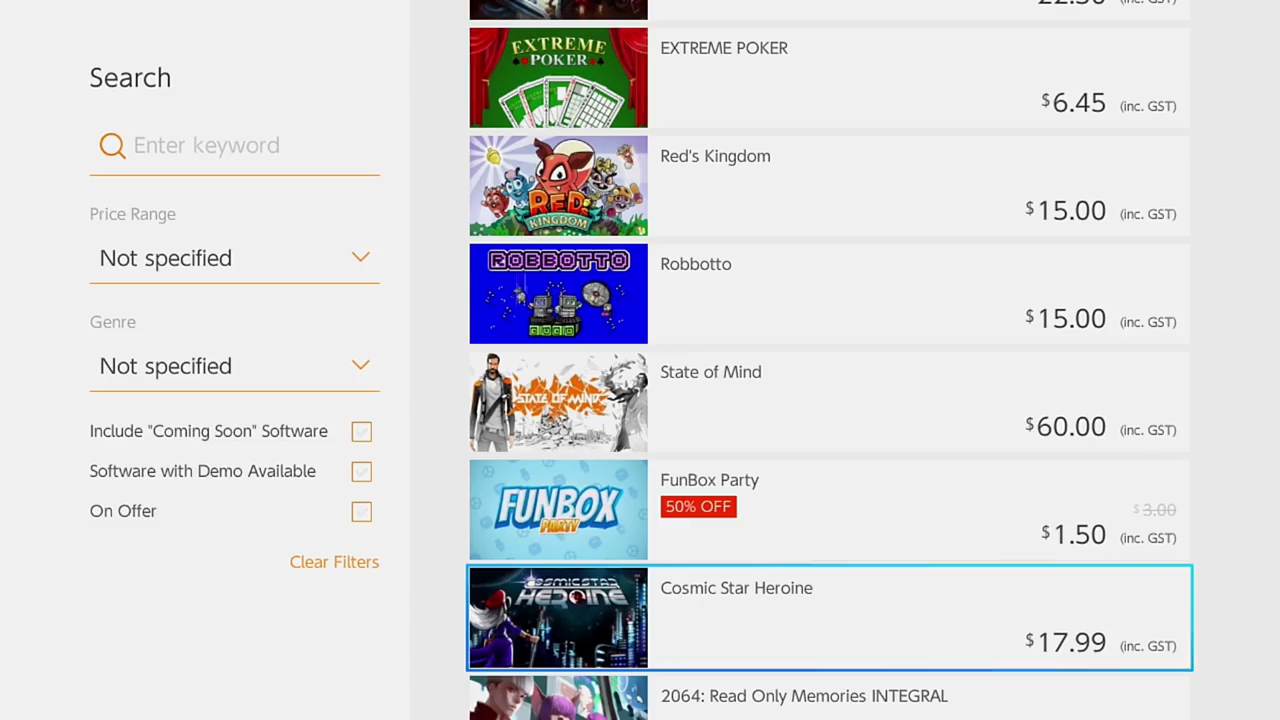 Search
Enter keyword
Price Range
Not specified
Genre
Not specified
Include "Coming Soon" Software
Software with Demo Available
On Offer
Clear Filters
(inc. GST)
EXTREME POKER
EXTREME POKER
$6.45 (inc. GST)
RED'S KINGDOM
Red's Kingdom
$15.00 (inc. GST)
ROBBOTTO
Robbotto
$15.00 (inc. GST)
STATE OF MIND
State of Mind
$60.00 (inc. GST)
FUNBOX
PARTY
FunBox Party
50% OFF
$3.00
$1.50 (inc. GST)
COSMIC STAR
HEROINE
Cosmic Star Heroine
$17.99 (inc. GST)
2064: Read Only Memories INTEGRAL